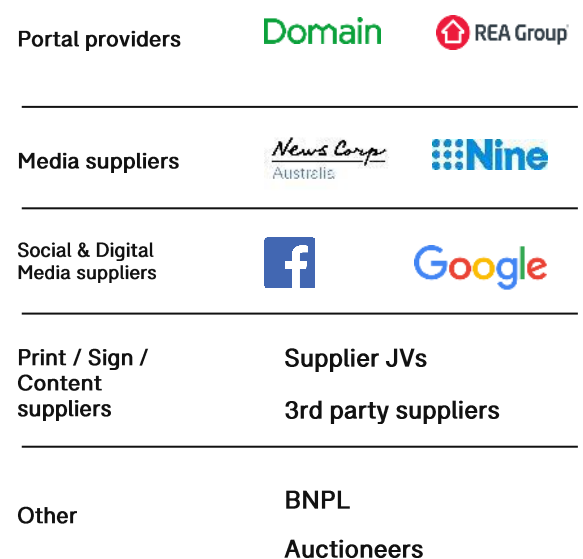 Portal providers
Domain
REA Group
Media suppliers
News Corp
Australia
Nine
Social & Digital
Media suppliers
f
Google
Print / Sign /
Content
suppliers
Supplier JVs
3rd party suppliers
Other
BNPL
Auctioneers